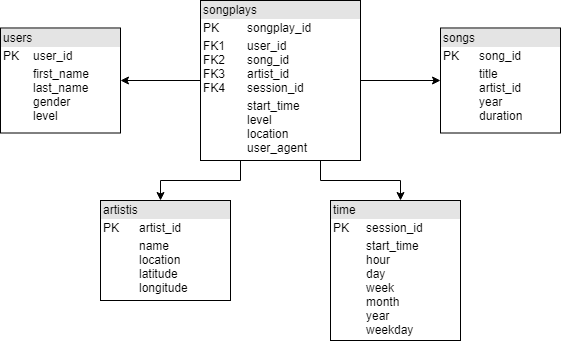 songplays
PK songplay_id
FK1 user_id
FK2 song_id
FK3 artist_id
FK4 session_id
start_time
level
location
user_agent
users
PK user_id
first_name
last_name
gender
level
songs
PK song_id
title
artist_id
year
duration
artistis
PK artist_id
name
location
latitude
longitude
time
PK session_id
start_time
hour
day
week
month
year
weekday